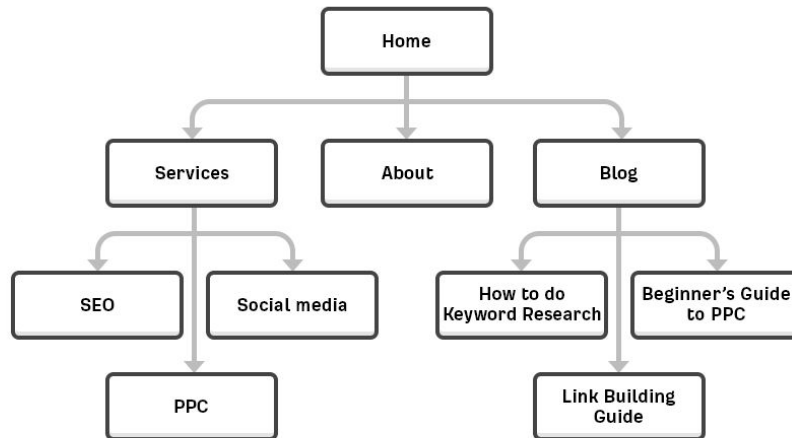 Home
Services
About
Blog
SEO
Social media
How to do
Keyword Research
Beginner's Guide
to PPC
PPC
Link Building
Guide